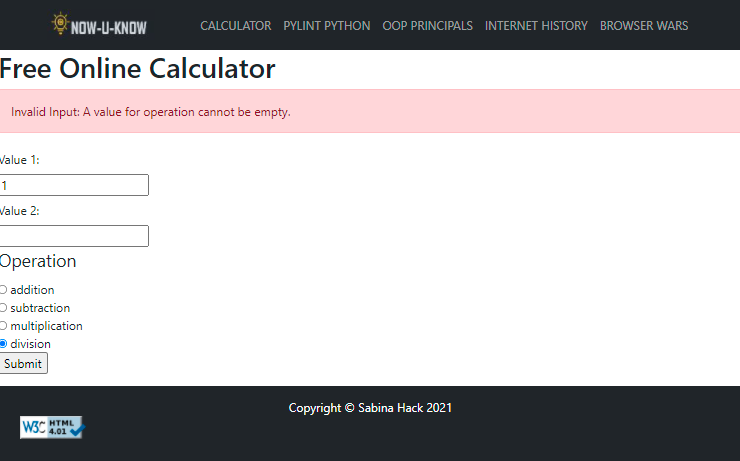 NOW-U-KNOW CALCULATOR PYLINT PYTHON OOP PRINCIPALS INTERNET HISTORY BROWSER WARS
Free Online Calculator
Invalid Input: A value for operation cannot be empty.
Value 1:
1
Value 2:
Operation
addition
subtraction
multiplication
division
Submit
Copyright © Sabina Hack 2021
W3C HTML
4.01